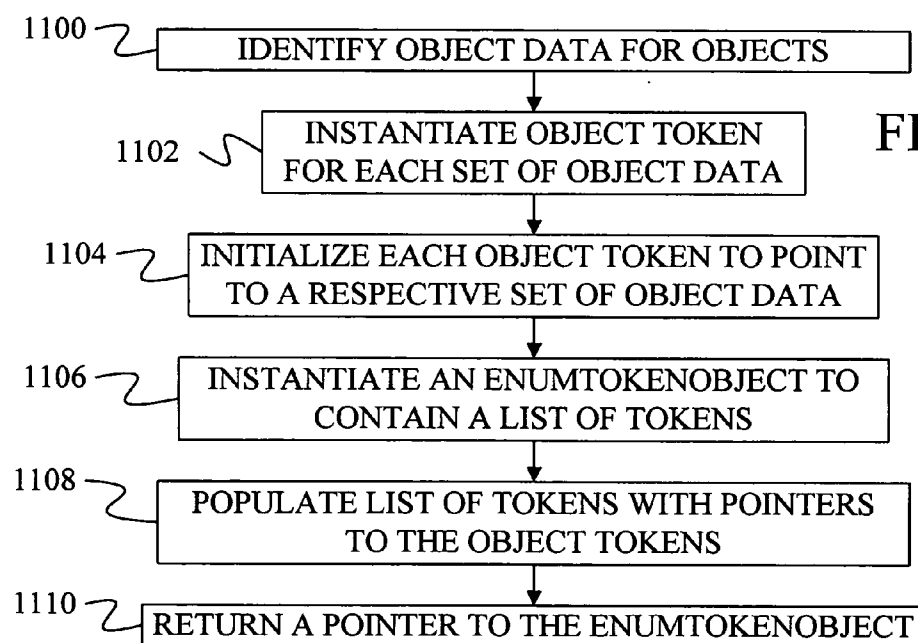 1100
IDENTIFY OBJECT DATA FOR OBJECTS
1102
INSTANTIATE OBJECT TOKEN
FOR EACH SET OF OBJECT DATA
1104
INITIALIZE EACH OBJECT TOKEN TO POINT
TO A RESPECTIVE SET OF OBJECT DATA
1106
INSTANTIATE AN ENUMTOKENOBJECT TO
CONTAIN A LIST OF TOKENS
1108
POPULATE LIST OF TOKENS WITH POINTERS
TO THE OBJECT TOKENS
1110
RETURN A POINTER TO THE ENUMTOKENOBJECT